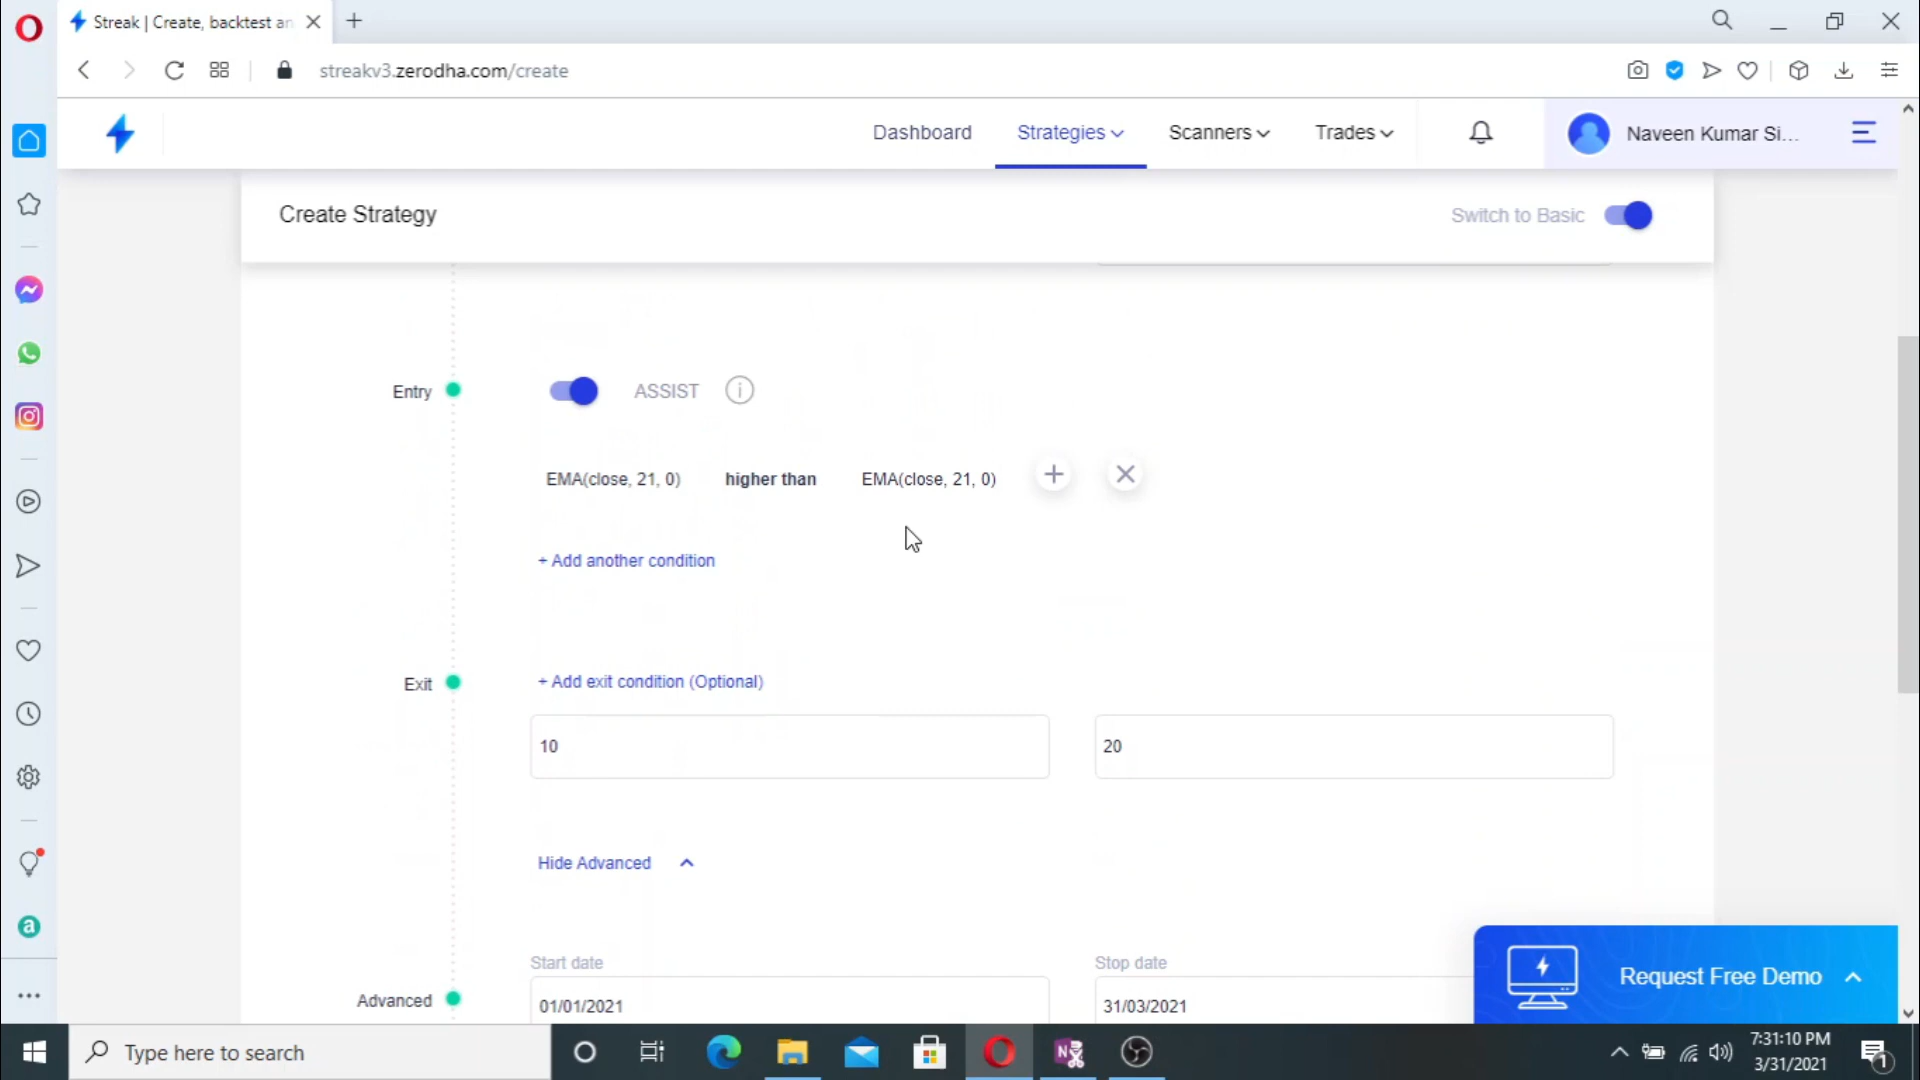 Streak | Create, backtest an
streakv3.zerodha.com/create
Dashboard
Strategies
Scanners
Trades
Naveen Kumar Si...
Create Strategy
Switch to Basic
Entry
ASSIST
EMA(close, 21, 0) higher than EMA(close, 21, 0)
+ Add another condition
Exit
+ Add exit condition (Optional)
10
20
Hide Advanced
Start date
Stop date
Advanced
01/01/2021
31/03/2021
Request Free Demo
Type here to search
7:31:10 PM
3/31/2021
1